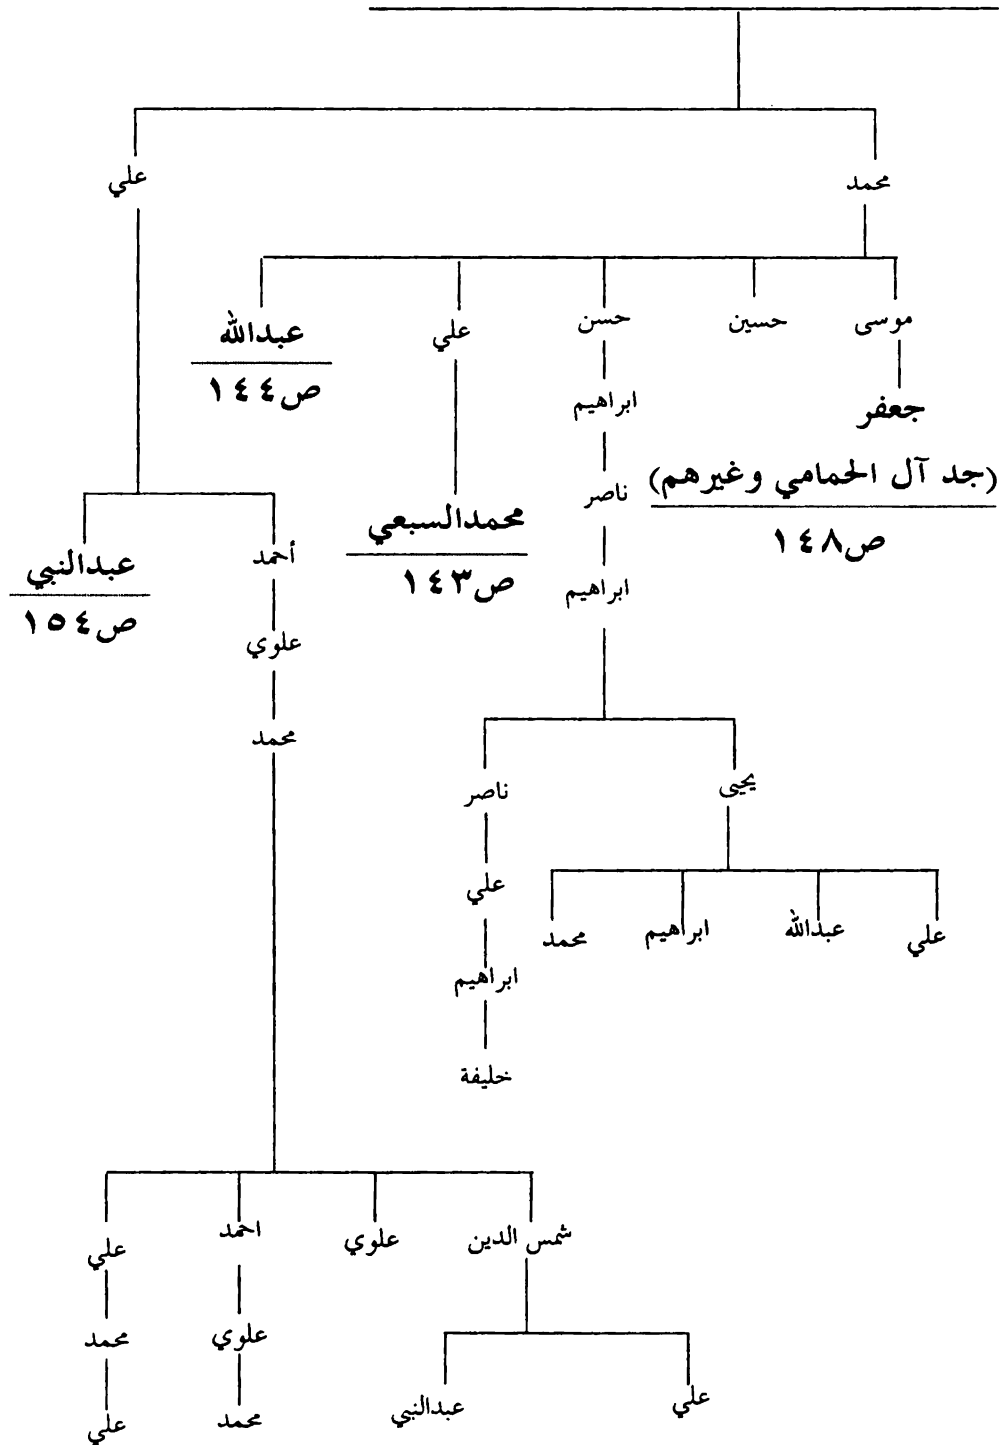 محمد
علي
موسى
حسين
حسن
علي
عبدالله
ص١٤٤
جعفر
(جد آل الحمامي وغيرهم)
ص١٤٨
ابراهيم
ناصر
ابراهيم
محمدالسبعي
ص١٤٣
أحمد
عبدالنبي
ص١٥٤
علوي
محمد
يحيى
ناصر
علي
عبدالله
ابراهيم
محمد
علي
ابراهيم
خليفة
شمس الدين
علوي
احمد
علي
علوي
محمد
علي
عبدالنبي
محمد
علي